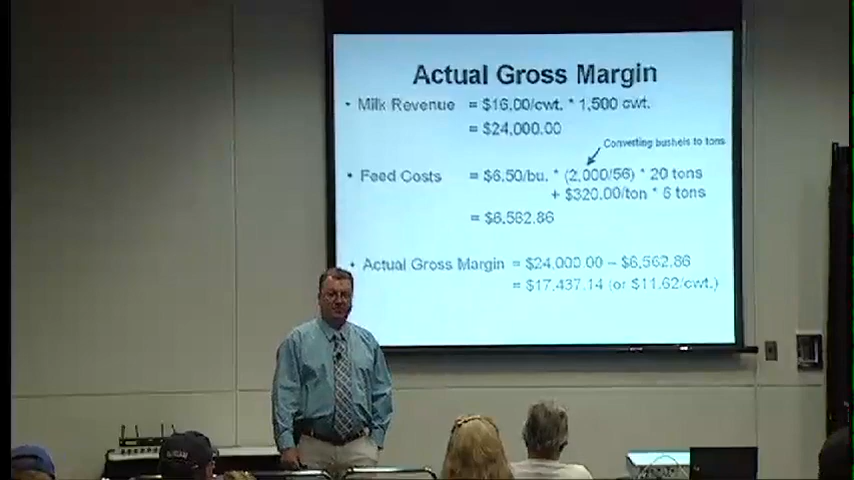 Actual Gross Margin
• Milk Revenue = $16.00/cwt. * 1,500 cwt.
= $24,000.00
Converting bushels to tons
• Feed Costs = $6.50/bu. * (2,000/56) * 20 tons
+ $320.00/ton * 6 tons
= $6,562.86
• Actual Gross Margin = $24,000.00 – $6,562.86
= $17,437.14 (or $11.62/cwt.)